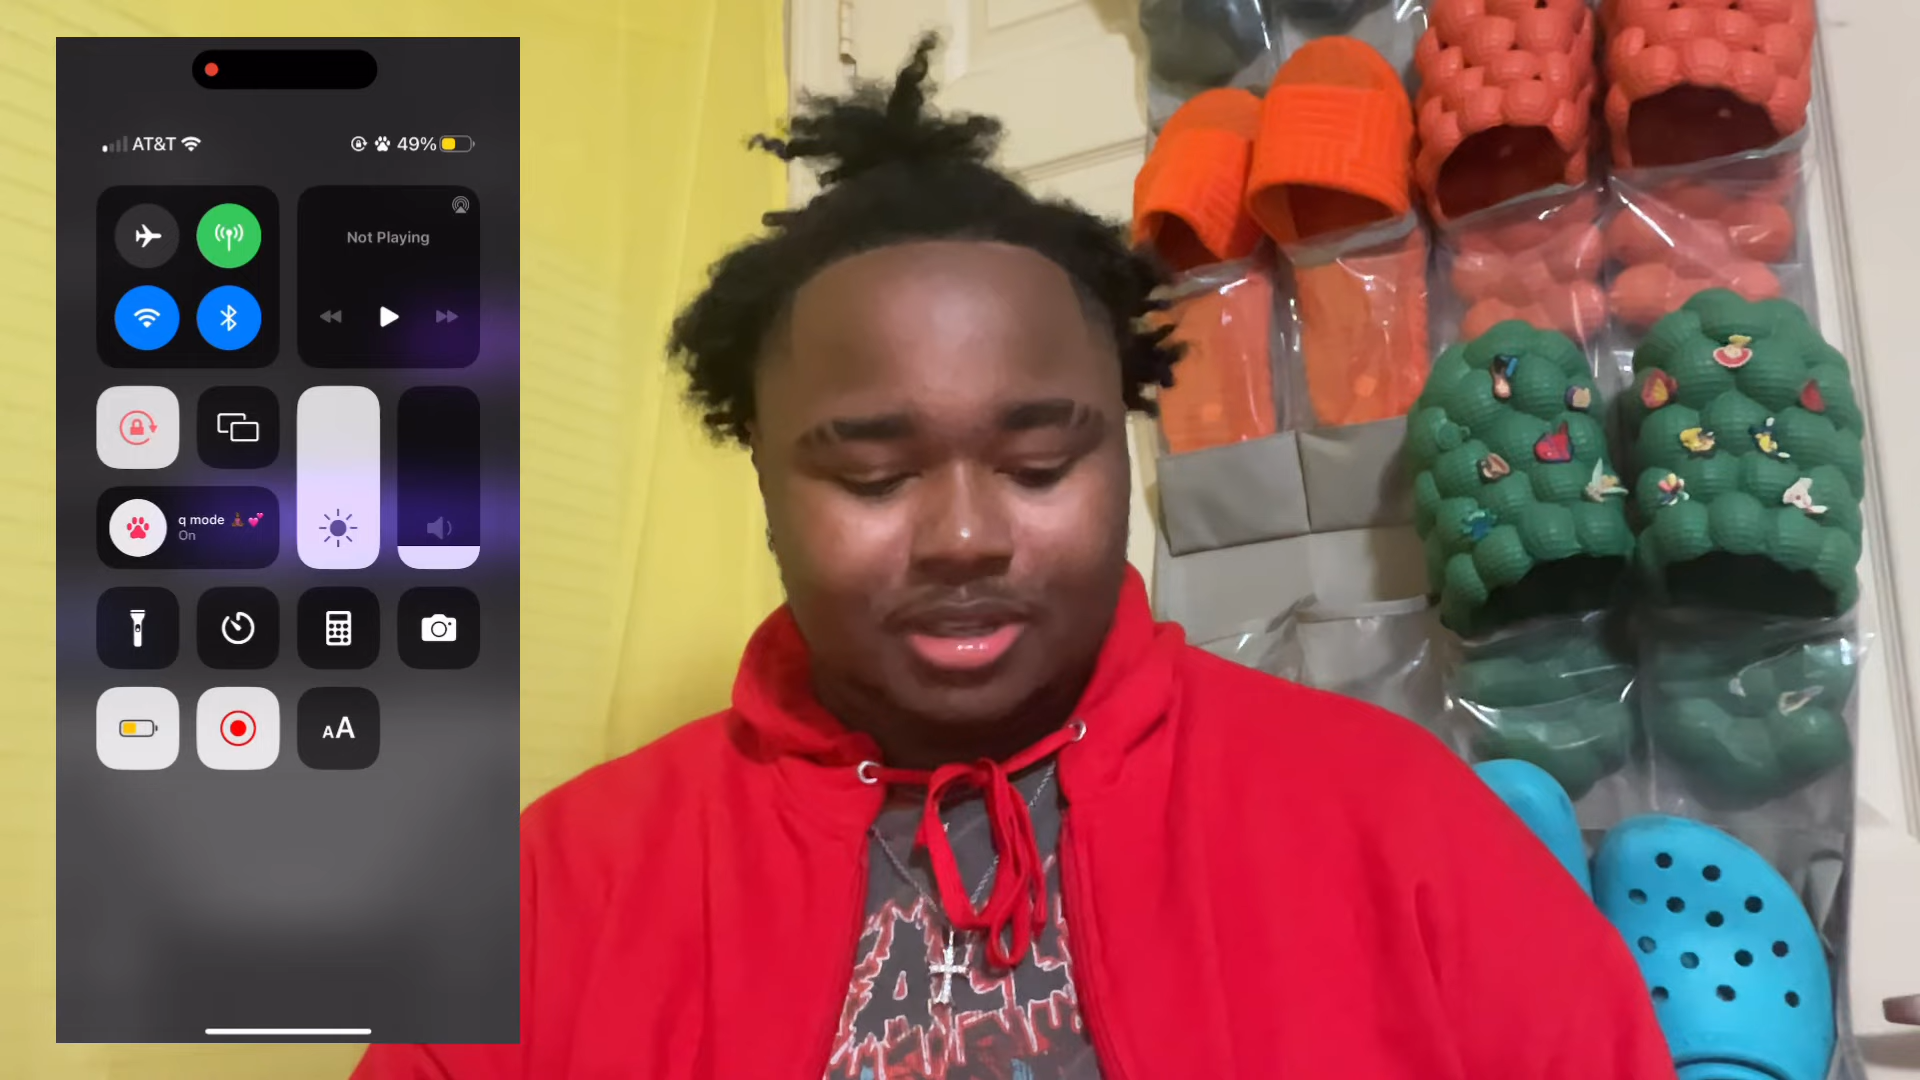 AT&T 49%
Not Playing
q mode
On
AA